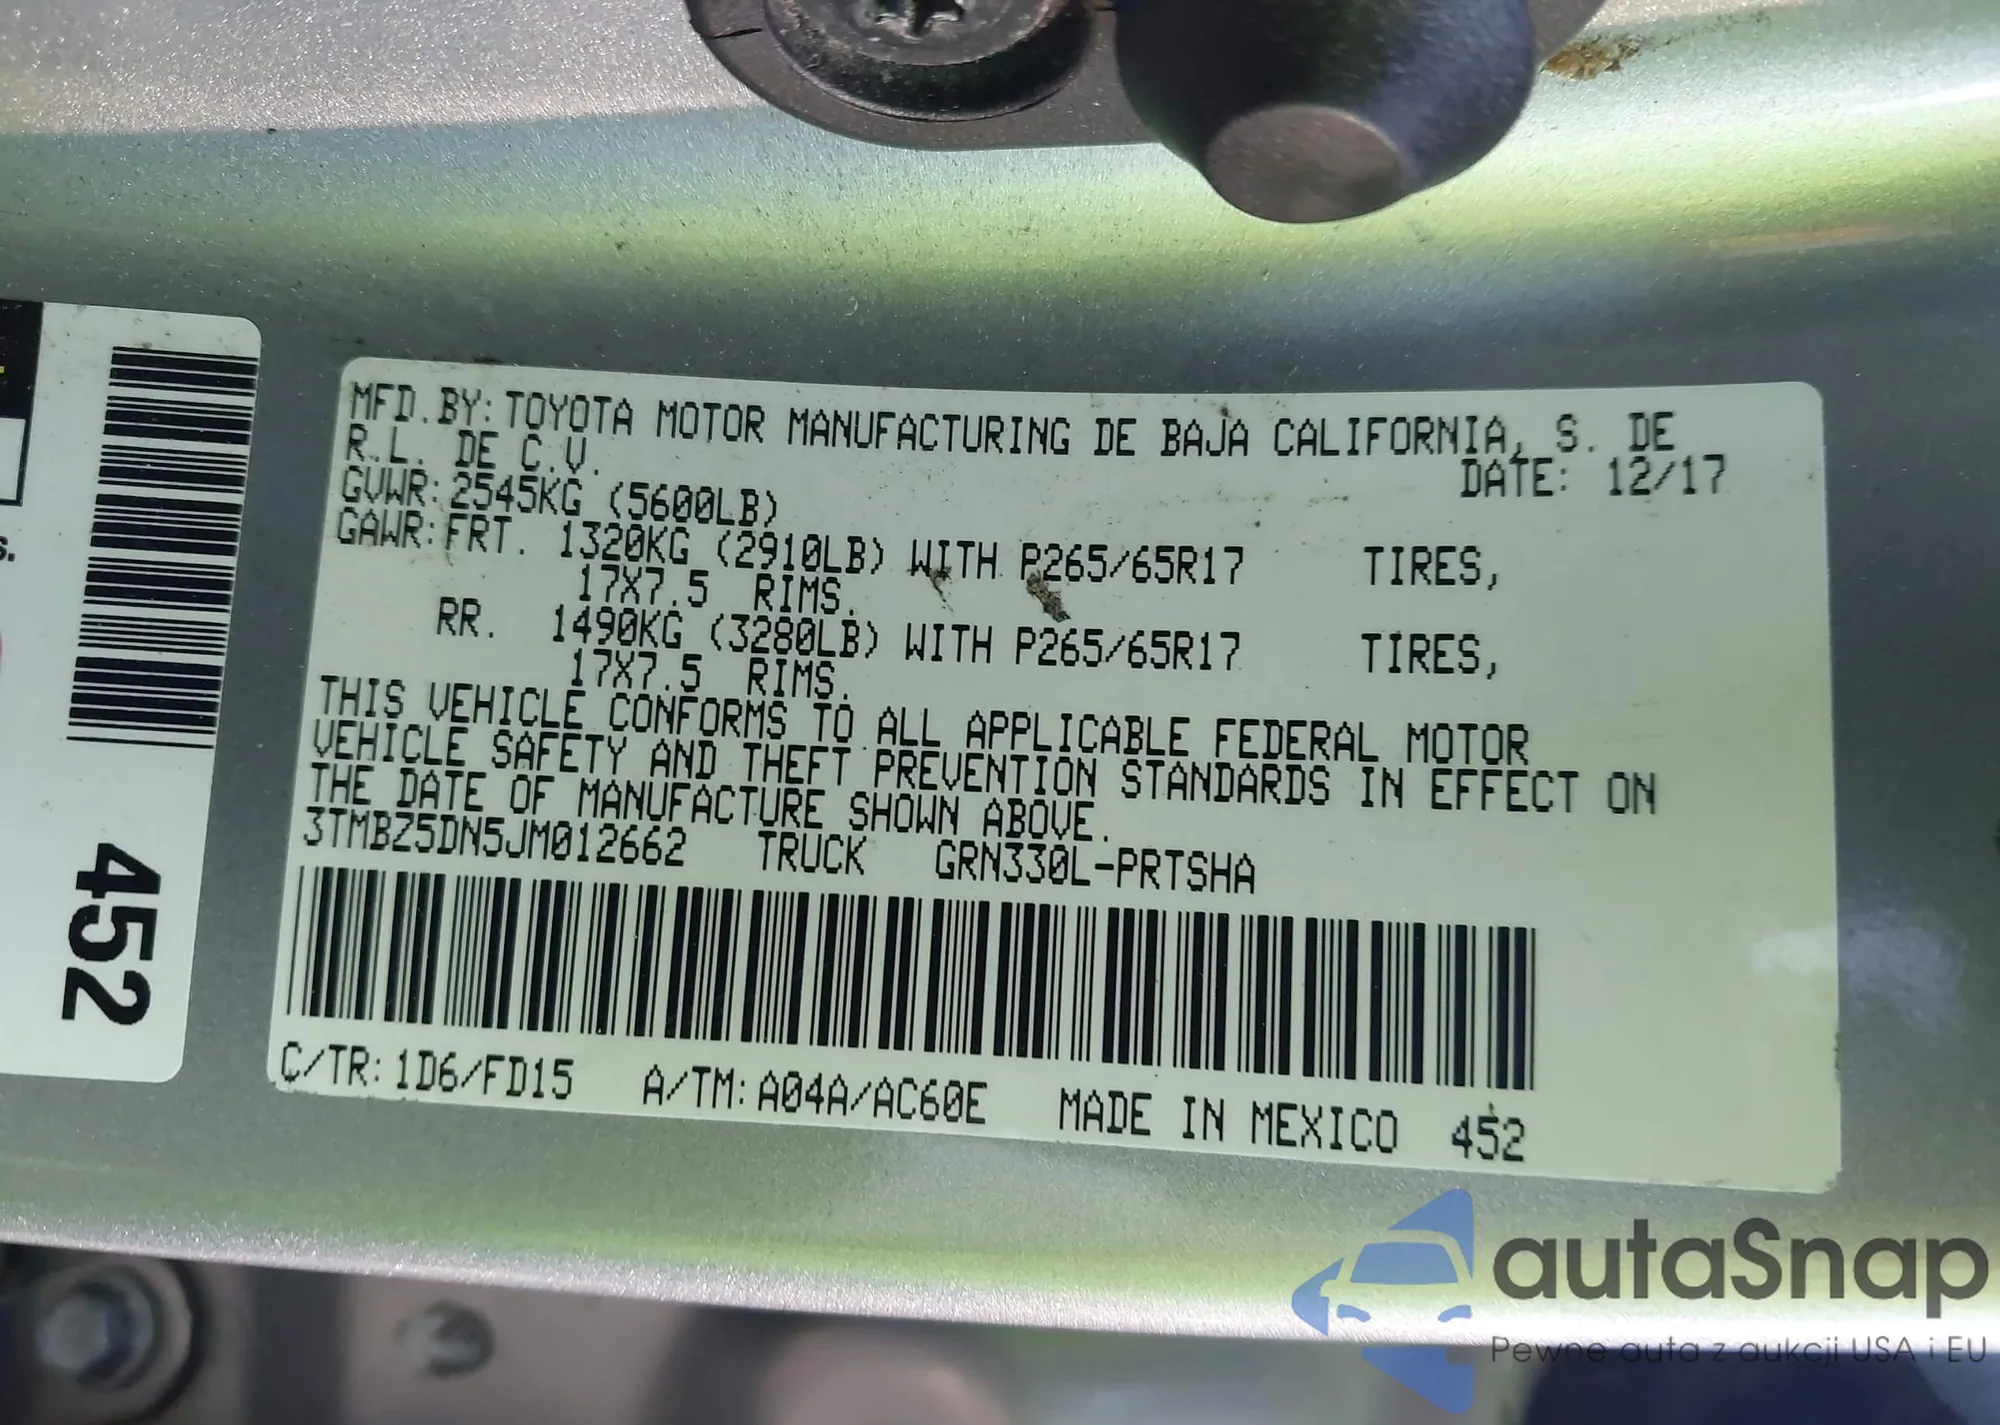 MFD.BY: TOYOTA MOTOR MANUFACTURING DE BAJA CALIFORNIA, S. DE
R.L. DE C.V.
DATE: 12/17
GVWR: 2545KG (5600LB)
GAWR: FRT. 1320KG (2910LB) WITH P265/65R17 TIRES,
17X7.5 RIMS.
RR. 1490KG (3280LB) WITH P265/65R17 TIRES,
17X7.5 RIMS.
THIS VEHICLE CONFORMS TO ALL APPLICABLE FEDERAL MOTOR
VEHICLE SAFETY AND THEFT PREVENTION STANDARDS IN EFFECT ON
THE DATE OF MANUFACTURE SHOWN ABOVE.
3TMBZ5DN5JM012662 TRUCK GRN330L-PRTSHA
C/TR: 1D6/FD15 A/TM: A04A/AC60E MADE IN MEXICO 452
452
autaSnap
Pewne auta z aukcji USA i EU